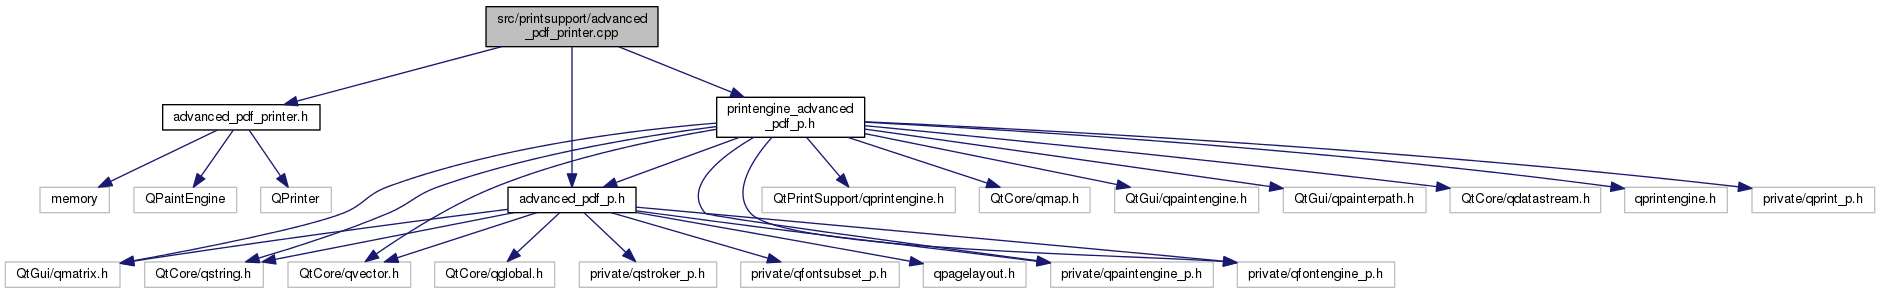 src/printsupport/advanced
_pdf_printer.cpp
advanced_pdf_printer.h
printengine_advanced
_pdf_p.h
memory
QPaintEngine
QPrinter
advanced_pdf_p.h
QtPrintSupport/qprintengine.h
QtCore/qmap.h
QtGui/qpaintengine.h
QtGui/qpainterpath.h
QtCore/qdatastream.h
qprintengine.h
private/qprint_p.h
QtGui/qmatrix.h
QtCore/qstring.h
QtCore/qvector.h
QtCore/qglobal.h
private/qstroker_p.h
private/qfontsubset_p.h
qpagelayout.h
private/qpaintengine_p.h
private/qfontengine_p.h